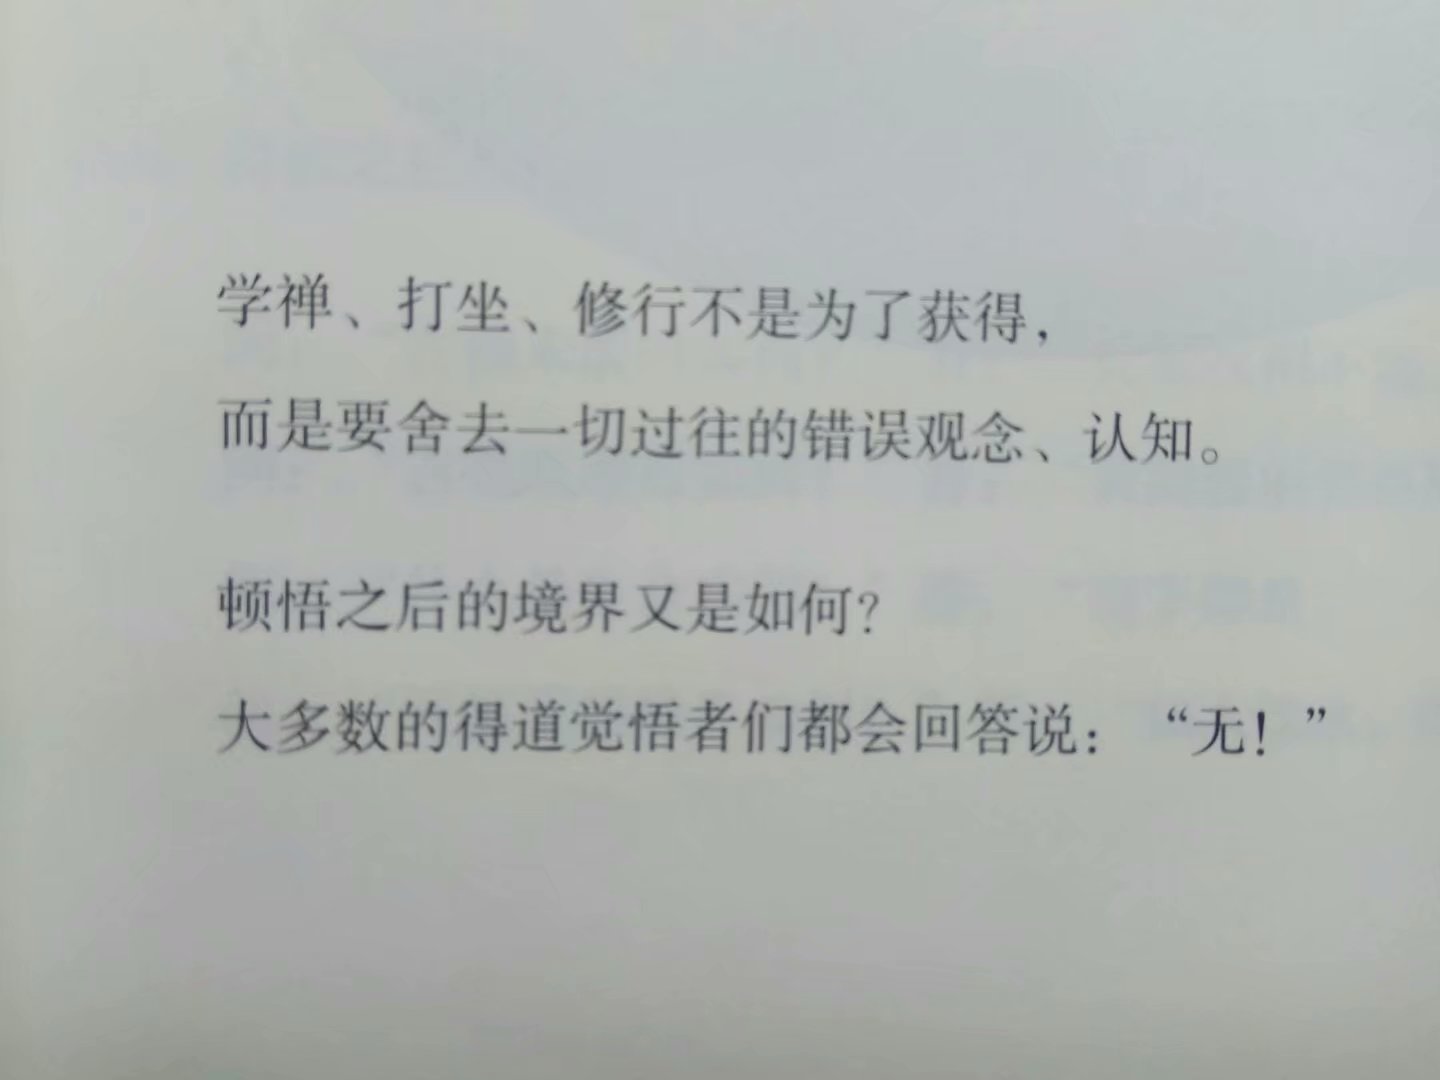 学禅、打坐、修行不是为了获得，
而是要舍去一切过往的错误观念、认知。
顿悟之后的境界又是如何？
大多数的得道觉悟者们都会回答说：“无！”